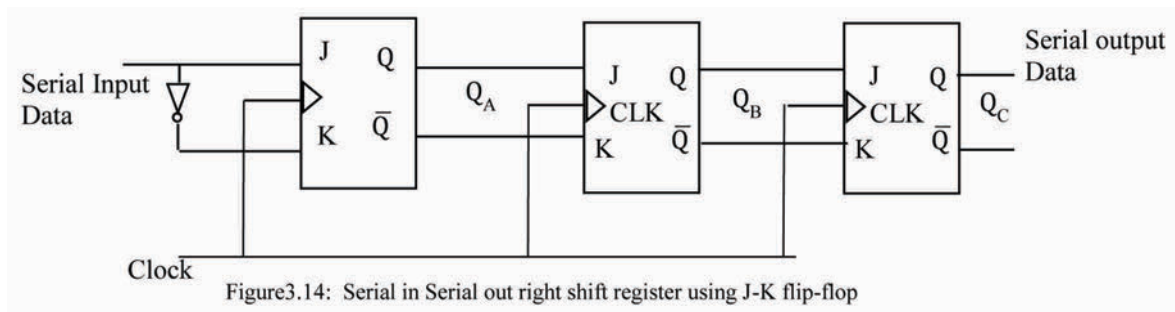 Serial Input
Data
J
Q
K
Q̅
Q_A
J
Q
CLK
K
Q̅
Q_B
J
Q
CLK
K
Q̅
Serial output
Data
Q_C
Clock
Figure3.14: Serial in Serial out right shift register using J-K flip-flop